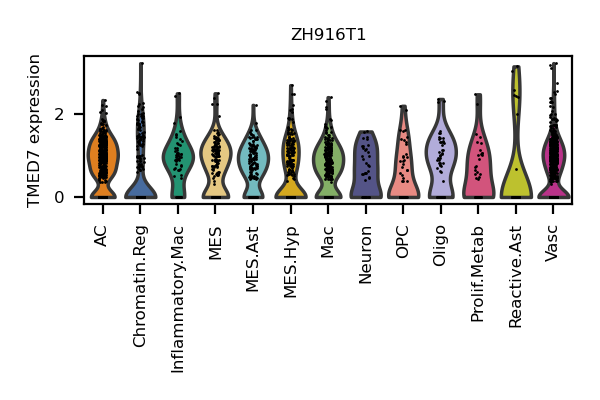 ZH916T1
TMED7 expression
2
0
AC
Chromatin.Reg
Inflammatory.Mac
MES
MES.Ast
MES.Hyp
Mac
Neuron
OPC
Oligo
Prolif.Metab
Reactive.Ast
Vasc